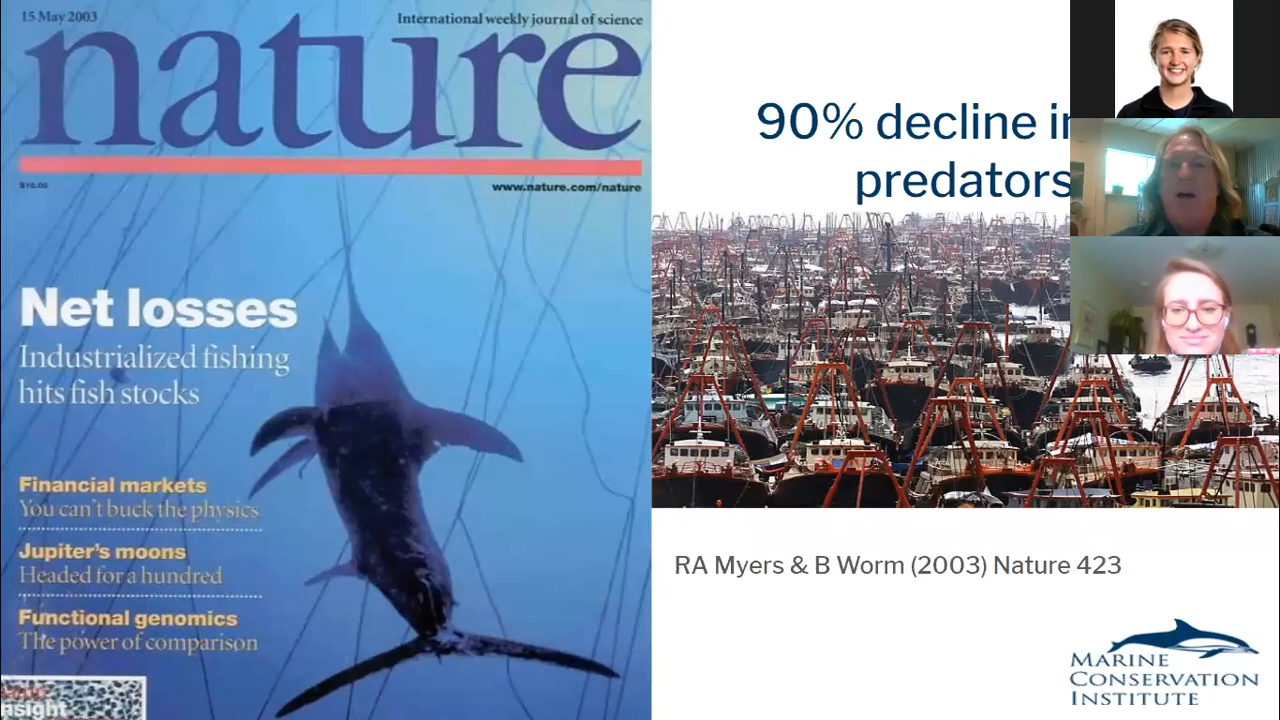 15 May 2003
International weekly journal of science
nature
$10.00
www.nature.com/nature
Net losses
Industrialized fishing
hits fish stocks
Financial markets
You can't buck the physics
Jupiter's moons
Headed for a hundred
Functional genomics
The power of comparison
insight
90% decline
predators
RA Myers & B Worm (2003) Nature 423
MARINE
CONSERVATION
INSTITUTE